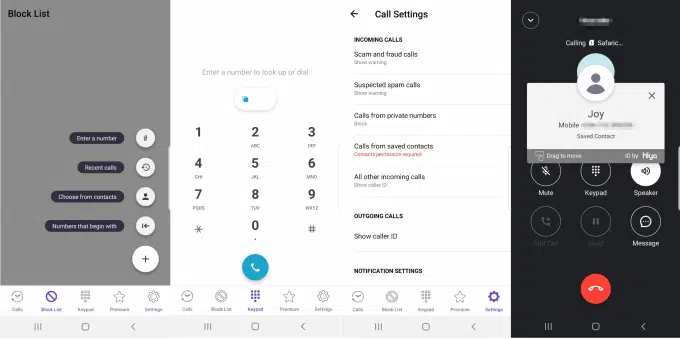 Block List
Enter a number
#
Recent calls
Choose from contacts
Numbers that begin with
+
Calls
Block List
Keypad
Premium
Settings
Enter a number to look up or dial
1 2 3
ABC DEF
4 5 6
GHI JKL MNO
7 8 9
PQRS TUV WXYZ
* 0 #
+
Calls
Block List
Keypad
Premium
Settings
Call Settings
INCOMING CALLS
Scam and fraud calls
Show warning
Suspected spam calls
Show warning
Calls from private numbers
Block
Calls from saved contacts
Contacts permission required
All other incoming calls
Show caller ID
OUTGOING CALLS
Show caller ID
NOTIFICATION SETTINGS
Calls
Block List
Keypad
Premium
Settings
Calling 1 Safaric...
Joy
Mobile
Saved Contact
Drag to move
ID by Hiya
Mute
Keypad
Speaker
Add Call
Hold
Message